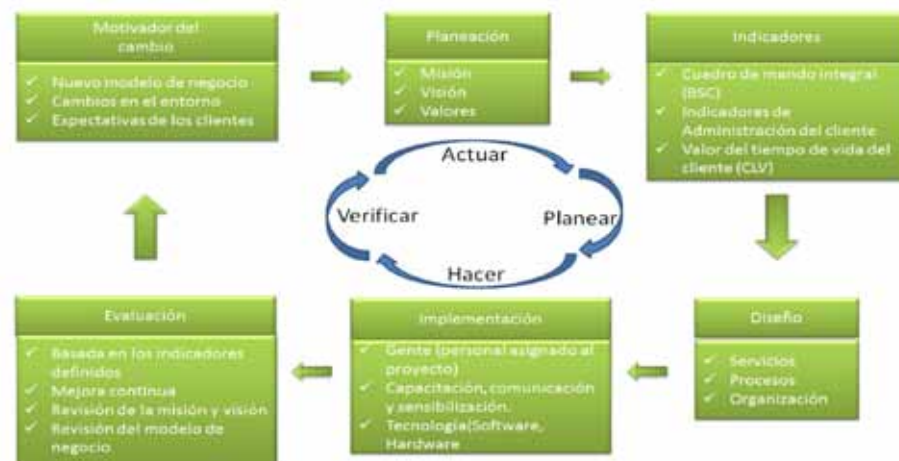 Motivador del
cambio
✓ Nuevo modelo de negocio
✓ Cambios en el entorno
✓ Expectativas de los clientes
Planeación
✓ Misión
✓ Visión
✓ Valores
Indicadores
✓ Cuadro de mando integral
(BSC)
✓ Indicadores de
Administración del cliente
✓ Valor del tiempo de vida del
cliente (CLV)
Actuar
Verificar
Planear
Hacer
Evaluación
✓ Basada en los indicadores
definidos
✓ Mejora continua
✓ Revisión de la misión y visión
✓ Revisión del modelo de
negocio
Implementación
✓ Gente (personal asignado al
proyecto)
✓ Capacitación, comunicación
y sensibilización.
✓ Tecnología(Software,
Hardware
Diseño
✓ Servicios
✓ Procesos
✓ Organización